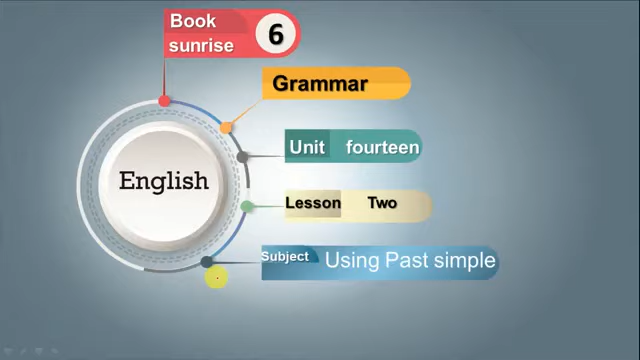 Book
sunrise 6
Grammar
Unit fourteen
English
Lesson Two
Subject Using Past simple